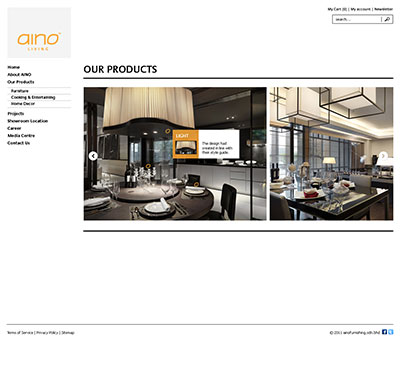 aino
LIVING
My Cart (0) | My account | Newsletter
search...
Home
About AINO
Our Products
Furniture
Cooking & Entertaining
Home Decor
Projects
Showroom Location
Career
Media Centre
Contact Us
OUR PRODUCTS
LIGHT
The design had
created in line with
their style guide.
Terms of Service | Privacy Policy | Sitemap
© 2011 ainofurnishing sdn bhd